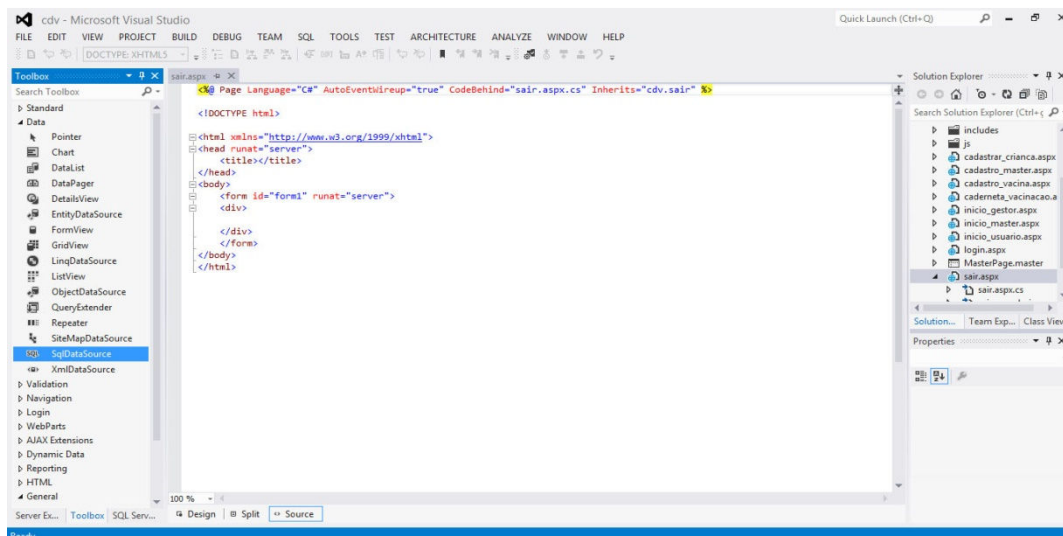 cdv - Microsoft Visual Studio
Quick Launch (Ctrl+Q)
FILE EDIT VIEW PROJECT BUILD DEBUG TEAM SQL TOOLS TEST ARCHITECTURE ANALYZE WINDOW HELP
DOCTYPE: XHTML5
Toolbox
Search Toolbox
Standard
Data
Pointer
Chart
DataList
DataPager
DetailsView
EntityDataSource
FormView
GridView
LinqDataSource
ListView
ObjectDataSource
QueryExtender
Repeater
SiteMapDataSource
SqlDataSource
XmlDataSource
Validation
Navigation
Login
WebParts
AJAX Extensions
Dynamic Data
Reporting
HTML
General
Server Ex... Toolbox SQL Serv...
sair.aspx
<%@ Page Language="C#" AutoEventWireup="true" CodeBehind="sair.aspx.cs" Inherits="cdv.sair" %>
<!DOCTYPE html>
<html xmlns="http://www.w3.org/1999/xhtml">
<head runat="server">
<title></title>
</head>
<body>
<form id="form1" runat="server">
<div>
</div>
</form>
</body>
</html>
100 %
Design Split Source
Solution Explorer
Search Solution Explorer (Ctrl+ç
includes
js
cadastrar_crianca.aspx
cadastro_master.aspx
cadastro_vacina.aspx
caderneta_vacinacao.a
inicio_gestor.aspx
inicio_master.aspx
inicio_usuario.aspx
login.aspx
MasterPage.master
sair.aspx
sair.aspx.cs
Solution... Team Exp... Class View
Properties
Ready